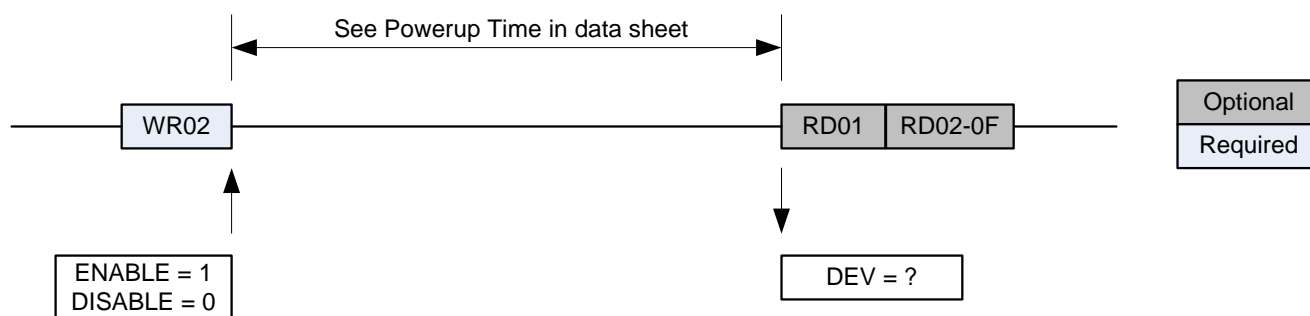 See Powerup Time in data sheet
WR02
RD01
RD02-0F
Optional
Required
ENABLE = 1
DISABLE = 0
DEV = ?